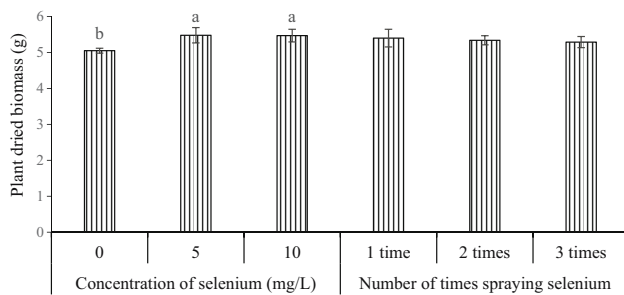 Plant dried biomass (g)
6
5
4
3
2
1
0
b
a
a
0
5
10
1 time
2 times
3 times
Concentration of selenium (mg/L)
Number of times spraying selenium